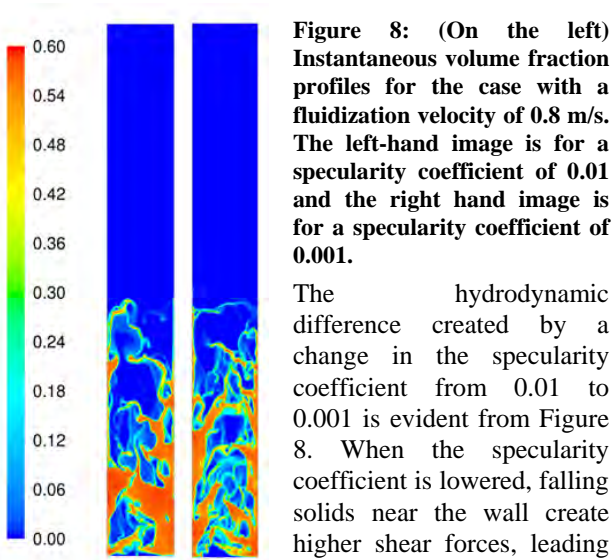 0.60
0.54
0.48
0.42
0.36
0.30
0.24
0.18
0.12
0.06
0.00
Figure 8: (On the left)
Instantaneous volume fraction
profiles for the case with a
fluidization velocity of 0.8 m/s.
The left-hand image is for a
specularity coefficient of 0.01
and the right hand image is
for a specularity coefficient of
0.001.
The hydrodynamic
difference created by a
change in the specularity
coefficient from 0.01 to
0.001 is evident from Figure
8. When the specularity
coefficient is lowered, falling
solids near the wall create
higher shear forces, leading